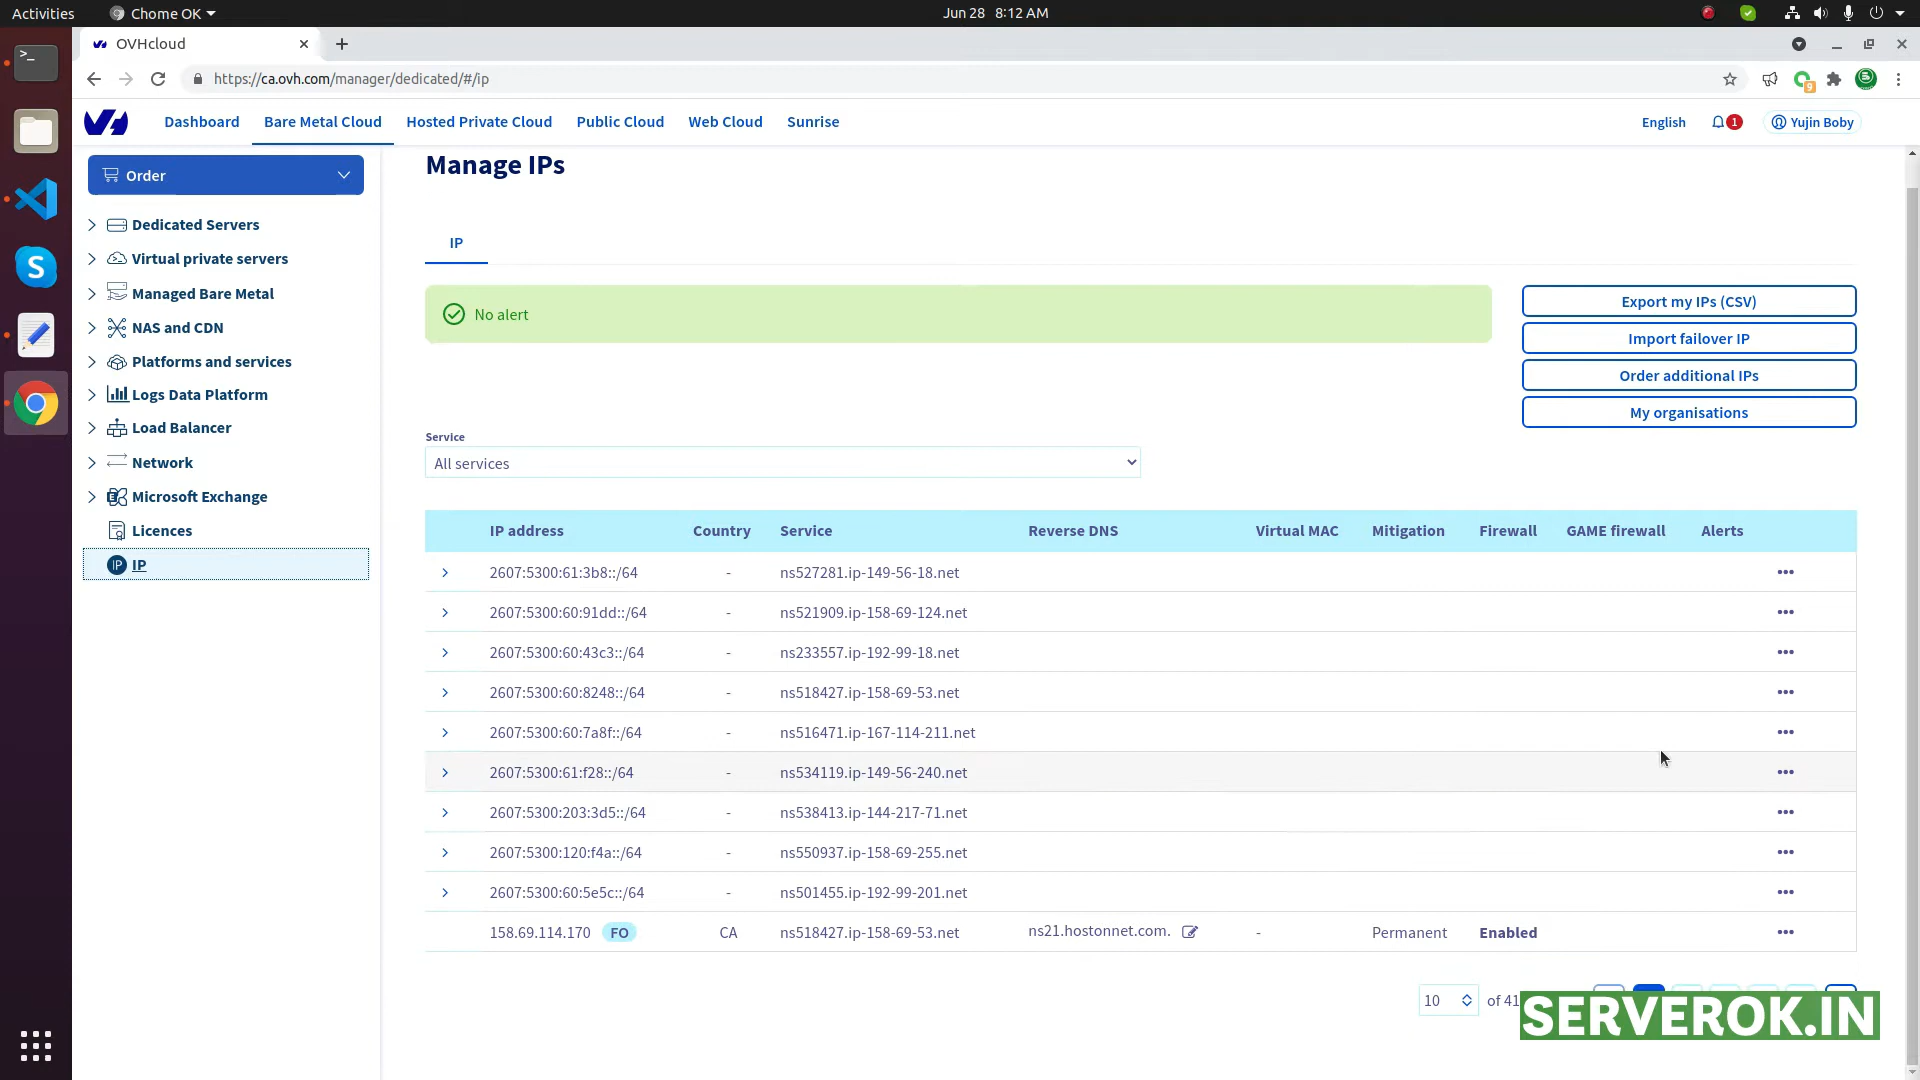 Activities Chome OK Jun 28 8:12 AM
OVHcloud
https://ca.ovh.com/manager/dedicated/#/ip
9
Dashboard Bare Metal Cloud Hosted Private Cloud Public Cloud Web Cloud Sunrise English 1 Yujin Boby
Order
Dedicated Servers
Virtual private servers
Managed Bare Metal
NAS and CDN
Platforms and services
Logs Data Platform
Load Balancer
Network
Microsoft Exchange
Licences
IP IP
Manage IPs
IP
No alert
Export my IPs (CSV)
Import failover IP
Order additional IPs
My organisations
Service
All services
IP address Country Service Reverse DNS Virtual MAC Mitigation Firewall GAME firewall Alerts
2607:5300:61:3b8::/64 - ns527281.ip-149-56-18.net •••
2607:5300:60:91dd::/64 - ns521909.ip-158-69-124.net •••
2607:5300:60:43c3::/64 - ns233557.ip-192-99-18.net •••
2607:5300:60:8248::/64 - ns518427.ip-158-69-53.net •••
2607:5300:60:7a8f::/64 - ns516471.ip-167-114-211.net •••
2607:5300:61:f28::/64 - ns534119.ip-149-56-240.net •••
2607:5300:203:3d5::/64 - ns538413.ip-144-217-71.net •••
2607:5300:120:f4a::/64 - ns550937.ip-158-69-255.net •••
2607:5300:60:5e5c::/64 - ns501455.ip-192-99-201.net •••
158.69.114.170 FO CA ns518427.ip-158-69-53.net ns21.hostonnet.com. - Permanent Enabled •••
10 of 41
SERVEROK.IN